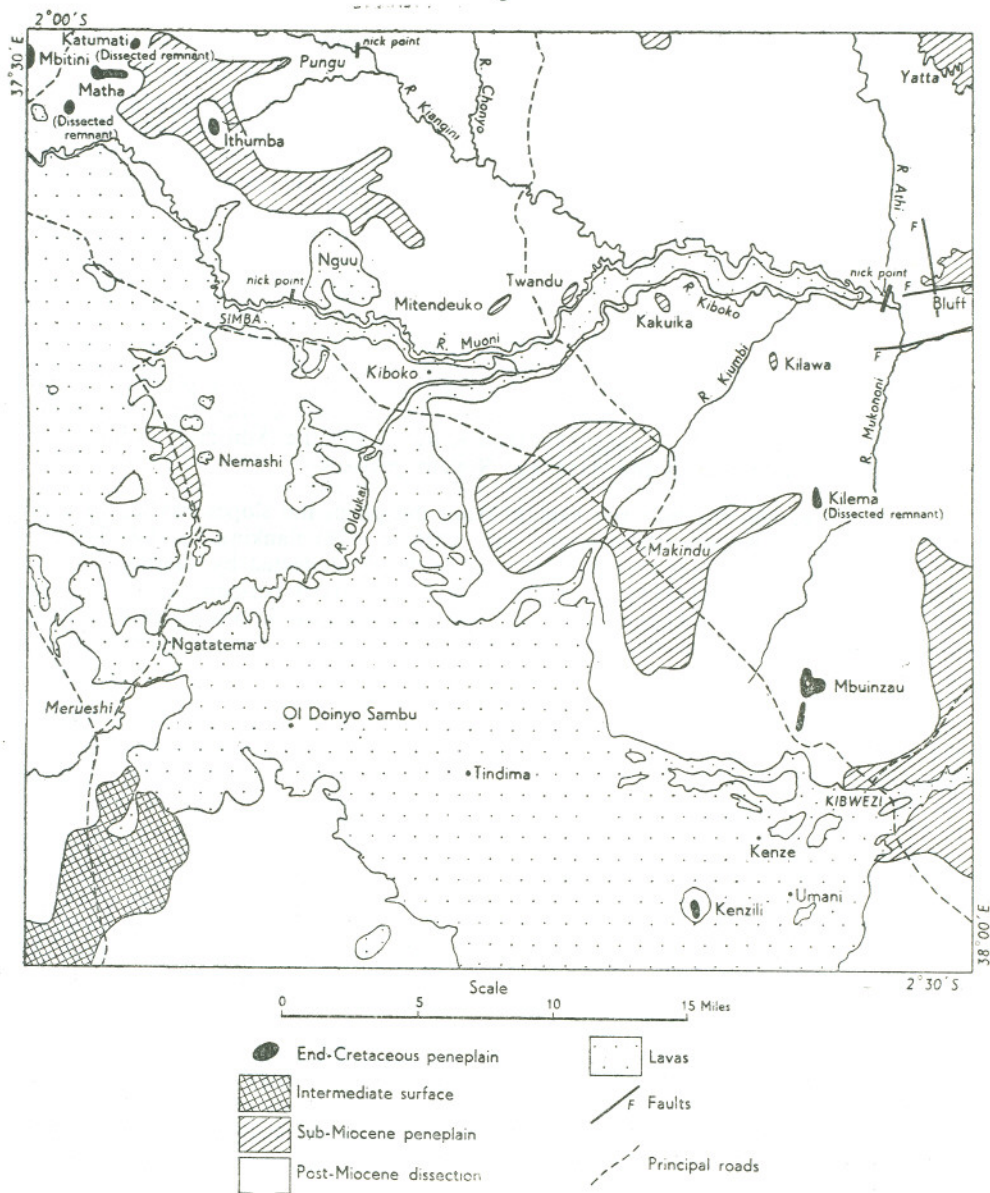 2°00'S
37°30'E
Katumati
(Dissected remnant)
Mbitini
Matha
(Dissected
remnant)
Ithumba
nick point
Pungu
R. Kiangini
R. Chonyo
Yatta
R Athi
F
F
nick point
Bluff
F
Nguu
nick point
SIMBA
Mitendeuko
Twandu
Kakuika
R Kiboko
R. Muoni
Kiboko
R. Kiumbi
Kilawa
R. Mukononi
Nemashi
R. Oldukai
Kilema
(Dissected remnant)
Makindu
Ngatatema
Merueshi
Mbuinzau
Ol Doinyo Sambu
Tindima
KIBWEZI
Kenze
Umani
Kenzili
38°00'E
2°30'S
Scale
0 5 10 15 Miles
End-Cretaceous peneplain
Intermediate surface
Sub-Miocene peneplain
Post-Miocene dissection
Lavas
F Faults
Principal roads